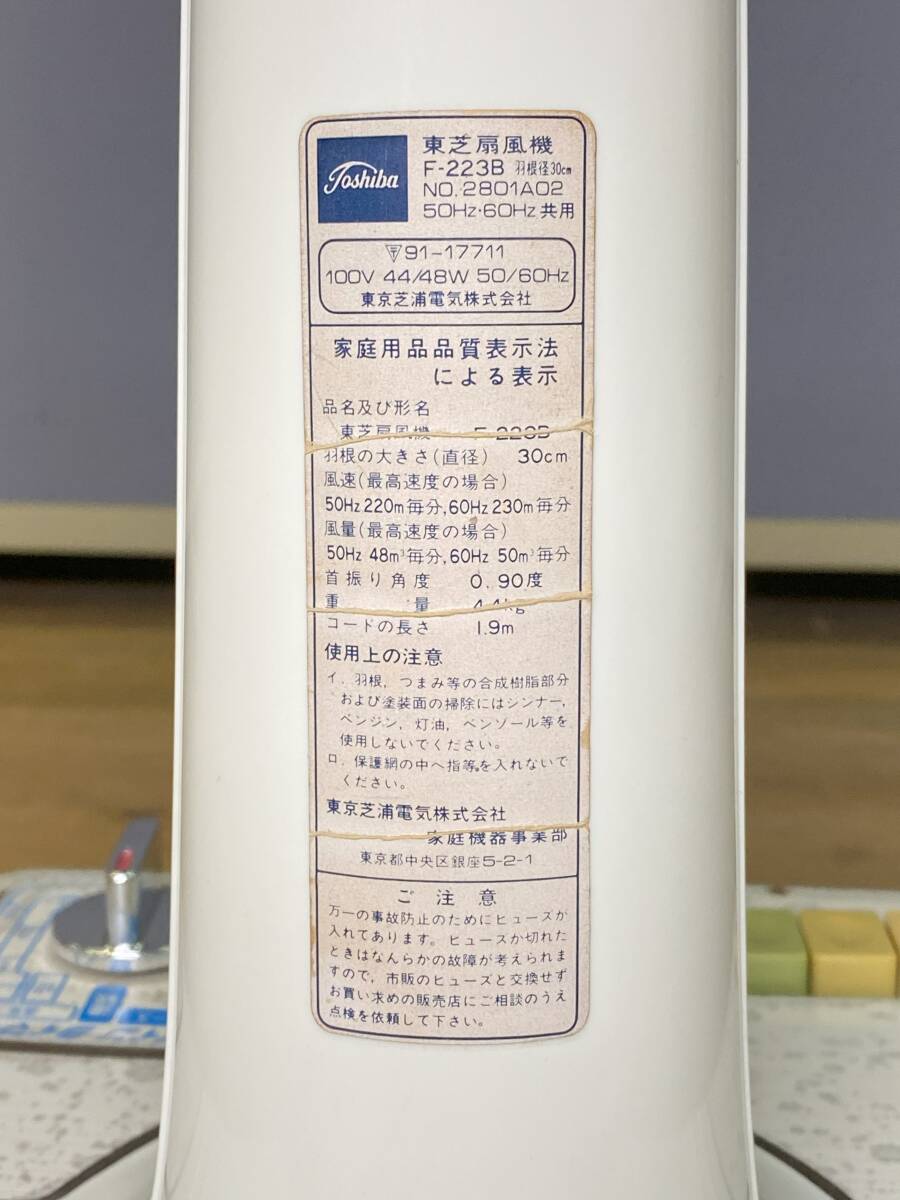 Toshiba
東芝扇風機
F-223B 羽根径30cm
NO.2801A02
50Hz・60Hz共用
〒91-17711
100V 44/48W 50/60Hz
東京芝浦電気株式会社
家庭用品品質表示法
による表示
品名及び形名
東芝扇風機 F-223B
羽根の大きさ(直径) 30cm
風速(最高速度の場合)
50Hz 220m毎分,60Hz 230m毎分
風量(最高速度の場合)
50Hz 48m³毎分,60Hz 50m³毎分
首振り角度 0.90度
重 量 4.4kg
コードの長さ 1.9m
使用上の注意
イ.羽根,つまみ等の合成樹脂部分
および塗装面の掃除にはシンナー,
ベンジン,灯油,ベンゾール等を
使用しないでください。
ロ.保護網の中へ指等を入れないで
ください。
東京芝浦電気株式会社
家庭機器事業部
東京都中央区銀座5-2-1
ご注意
万一の事故防止のためにヒューズが
入れてあります。ヒューズが切れた
ときはなんらかの故障が考えられま
すので,市販のヒューズと交換せず
お買い求めの販売店にご相談のうえ
点検を依頼して下さい。